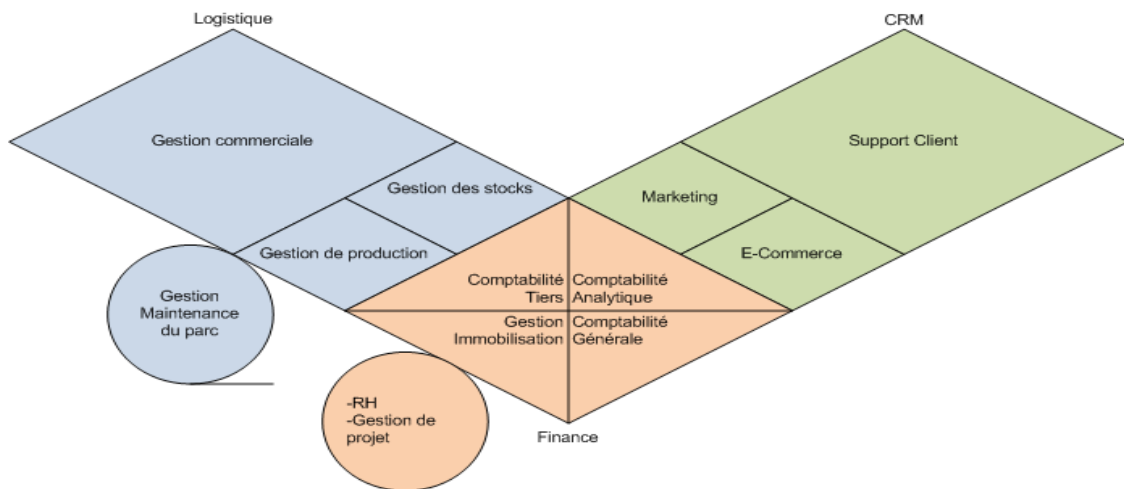 Logistique
CRM
Gestion commerciale
Support Client
Gestion des stocks
Marketing
Gestion de production
E-Commerce
Comptabilité
Tiers
Comptabilité
Analytique
Gestion
Maintenance
du parc
Gestion
Immobilisation
Comptabilité
Générale
-RH
-Gestion de
projet
Finance